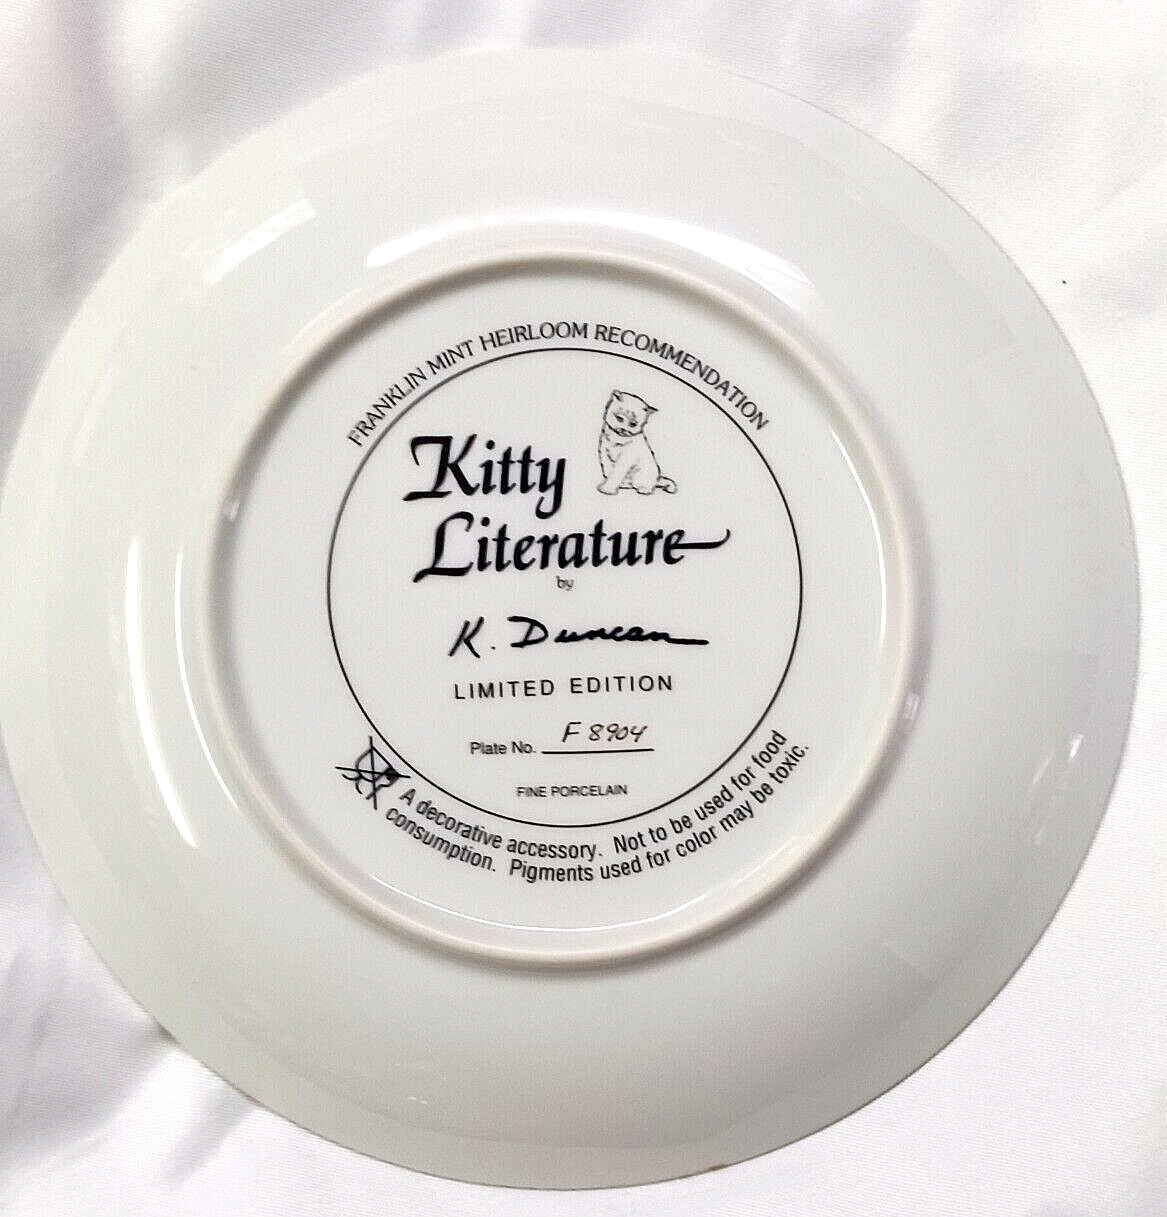 FRANKLIN MINT HEIRLOOM RECOMMENDATION
Kitty
Literature
by
K. Duncan
LIMITED EDITION
Plate No. F 8904
FINE PORCELAIN
A decorative accessory. Not to be used for food
consumption. Pigments used for color may be toxic.